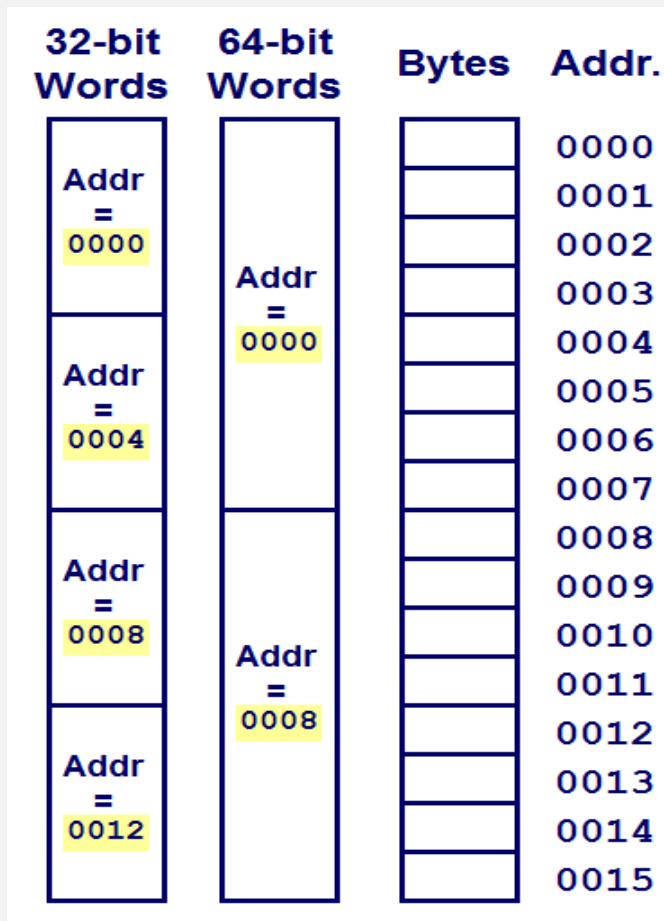 32-bit Words
64-bit Words
Bytes
Addr.
Addr
=
0000
Addr
=
0004
Addr
=
0008
Addr
=
0012
Addr
=
0000
Addr
=
0008
0000
0001
0002
0003
0004
0005
0006
0007
0008
0009
0010
0011
0012
0013
0014
0015